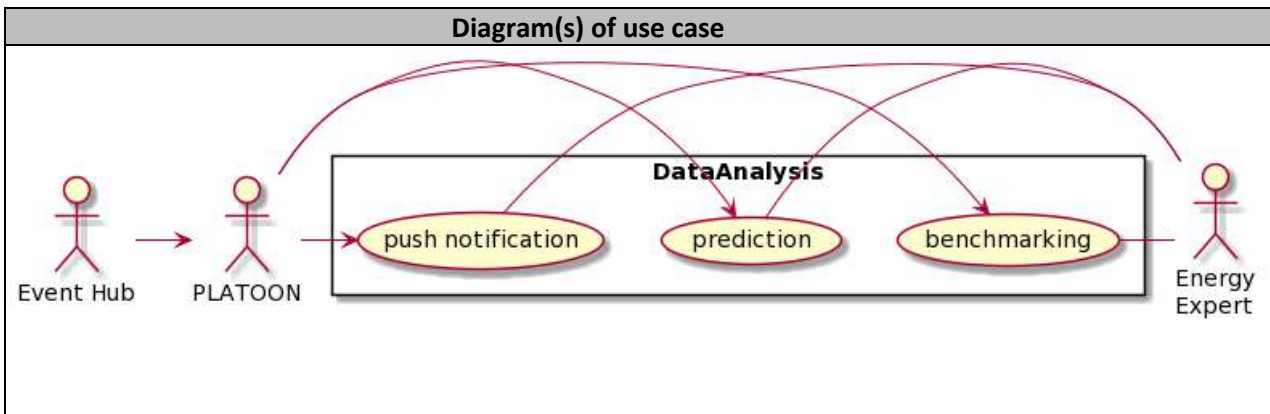 Diagram(s) of use case
DataAnalysis
push notification
prediction
benchmarking
Event Hub
PLATOON
Energy
Expert